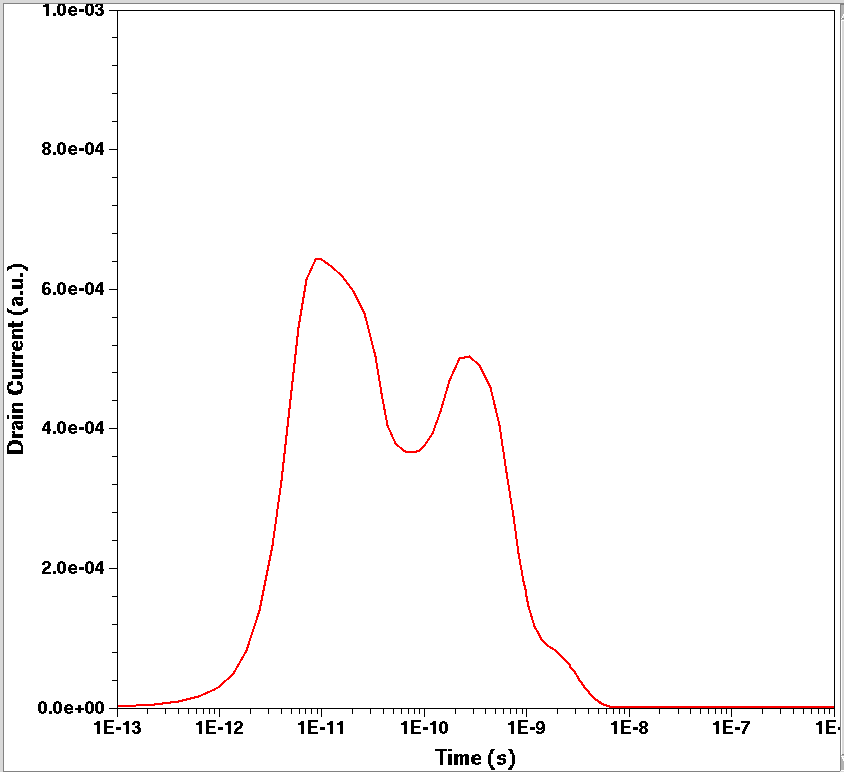 1.0e-03
8.0e-04
6.0e-04
4.0e-04
2.0e-04
0.0e+00
Drain Current (a.u.)
1E-13 1E-12 1E-11 1E-10 1E-9 1E-8 1E-7 1E-
Time (s)